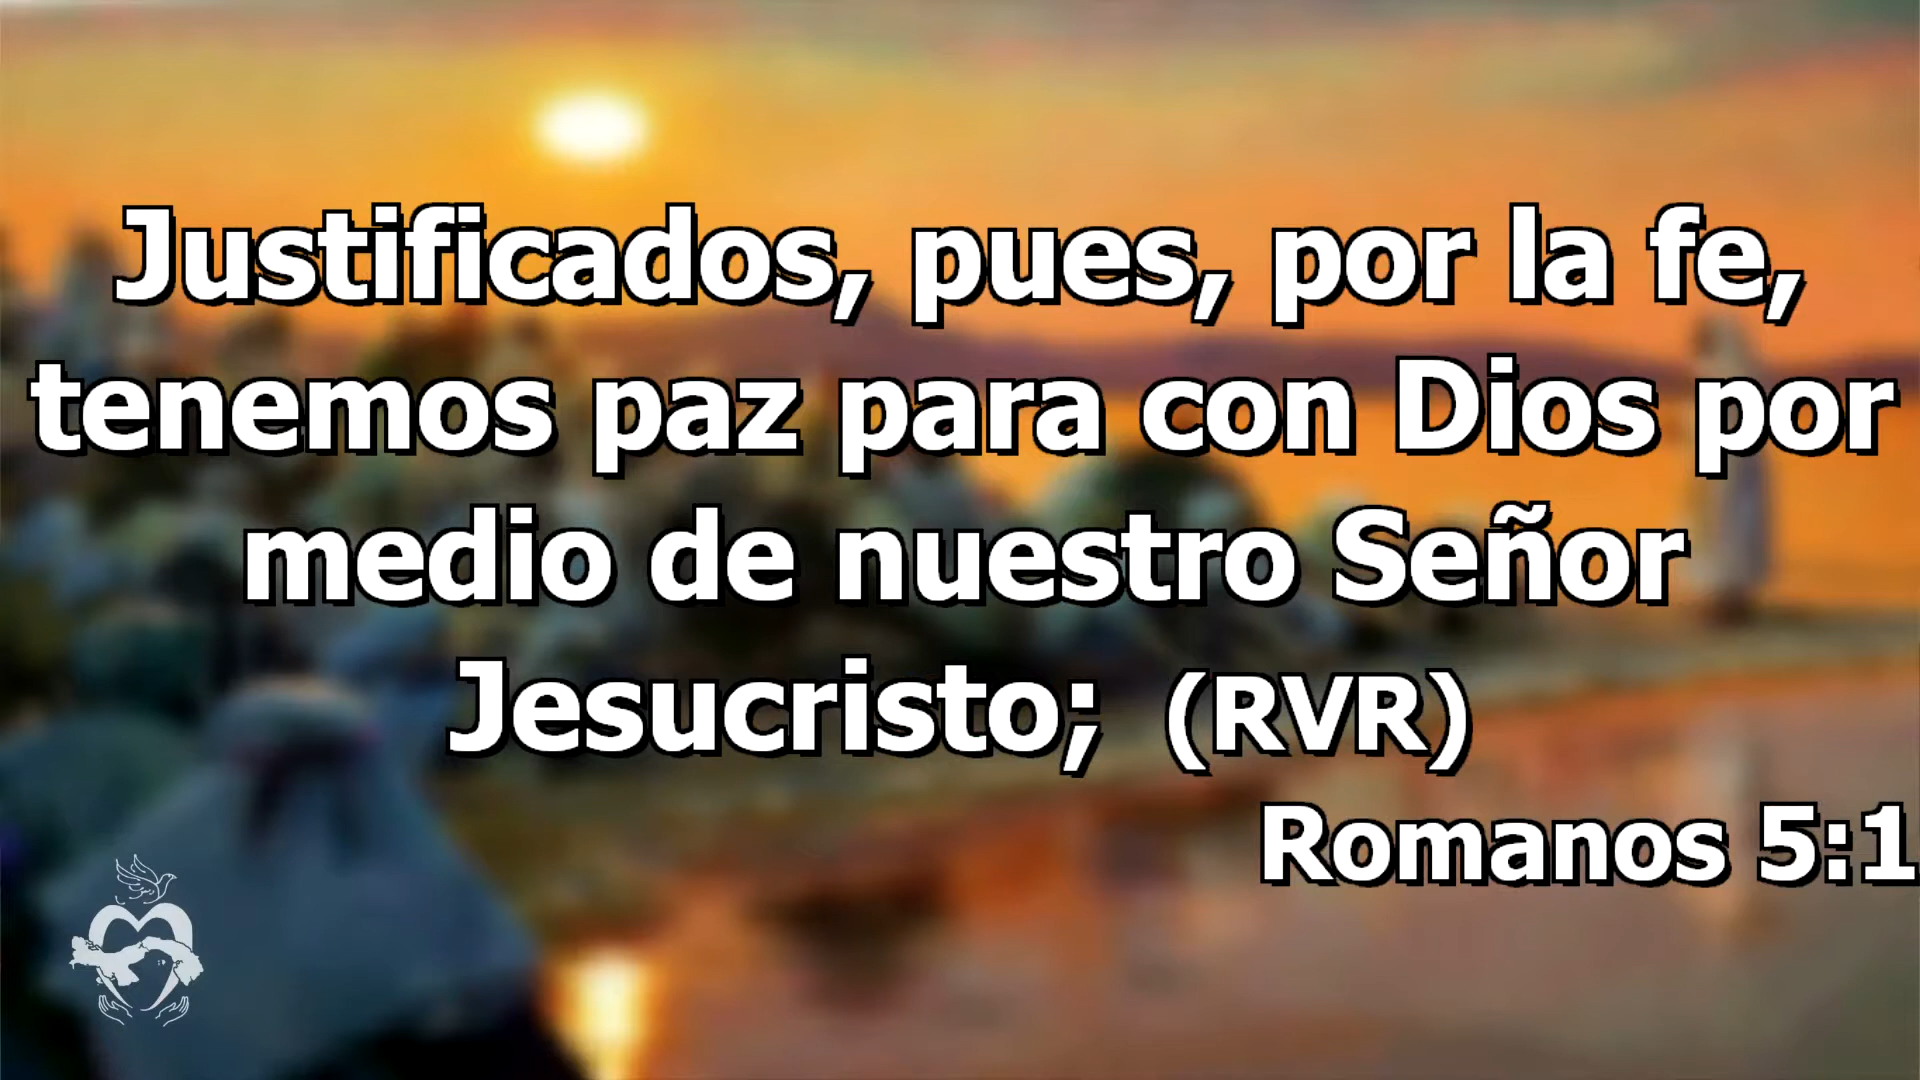 Justificados, pues, por la fe,
tenemos paz para con Dios por
medio de nuestro Señor
Jesucristo; (RVR)
Romanos 5:1